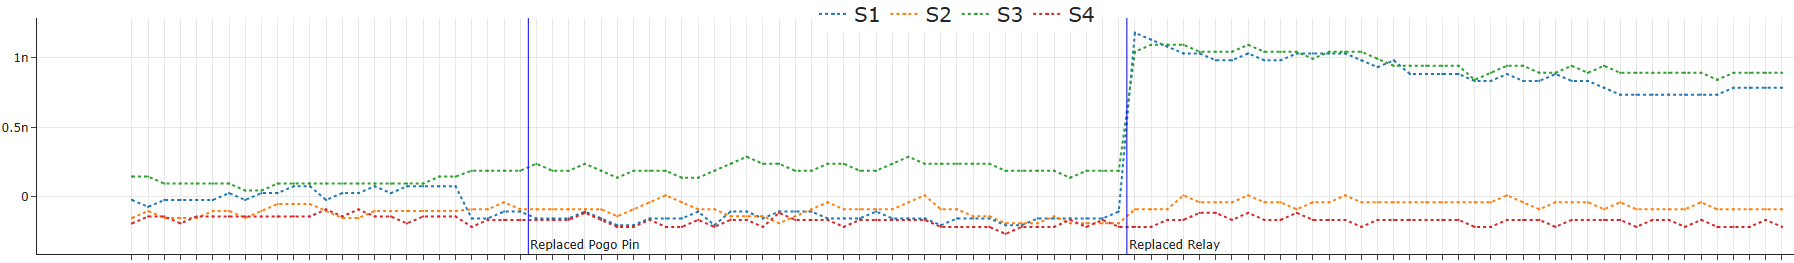 S1 S2 S3 S4
1n
0.5n
0
Replaced Pogo Pin
Replaced Relay